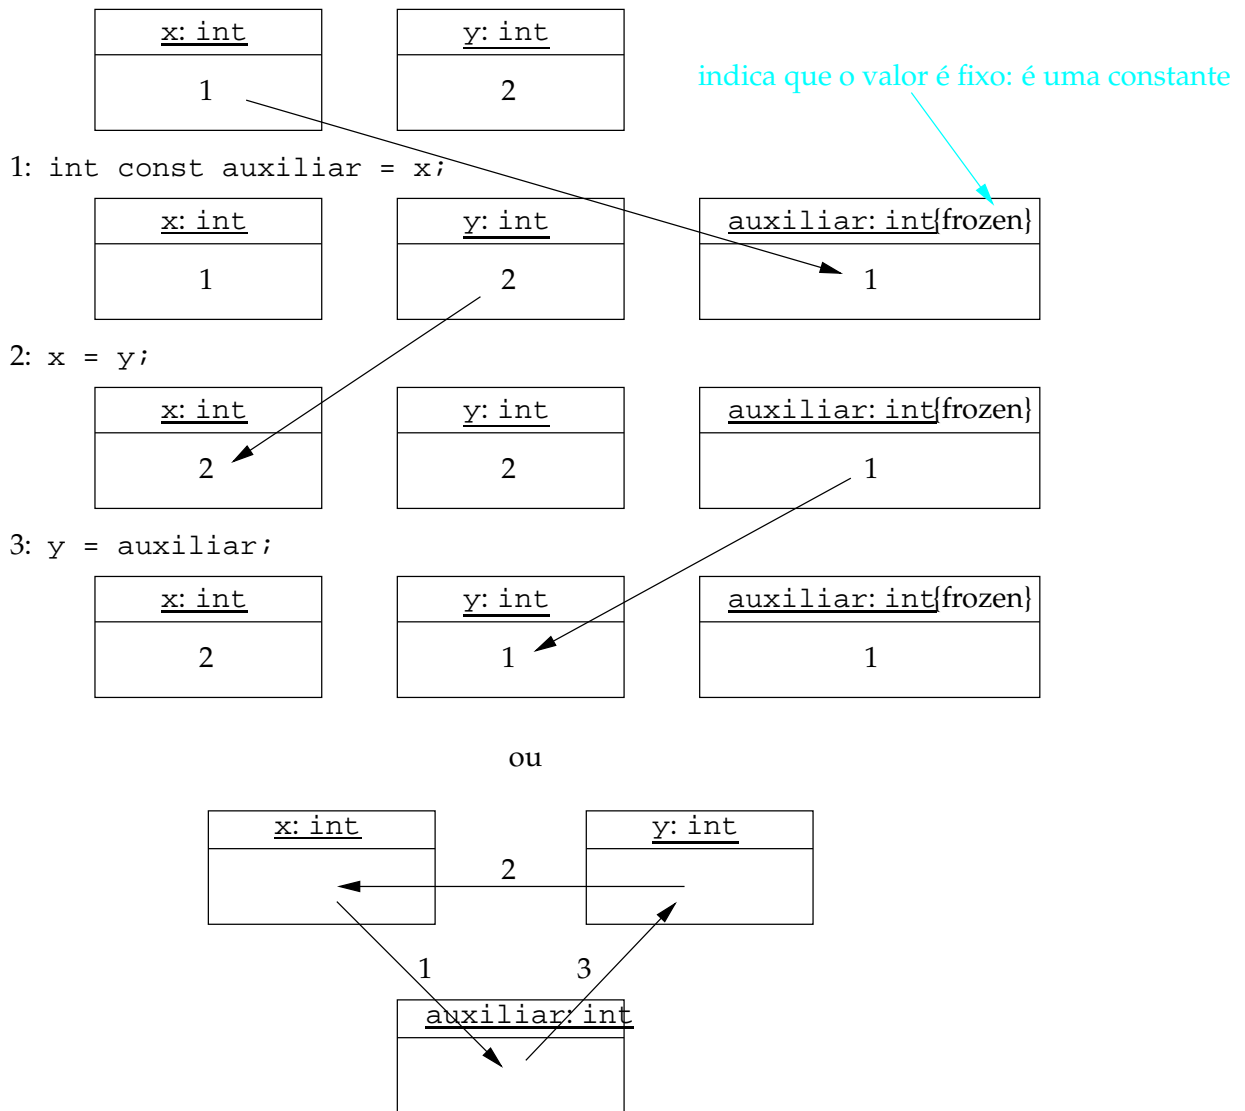 x: int y: int
indica que o valor é fixo: é uma constante
1 2
1: int const auxiliar = x;
x: int y: int auxiliar: int{frozen}
1 2 1
2: x = y;
x: int y: int auxiliar: int{frozen}
2 2 1
3: y = auxiliar;
x: int y: int auxiliar: int{frozen}
2 1 1
ou
x: int y: int
2
1 3
auxiliar: int